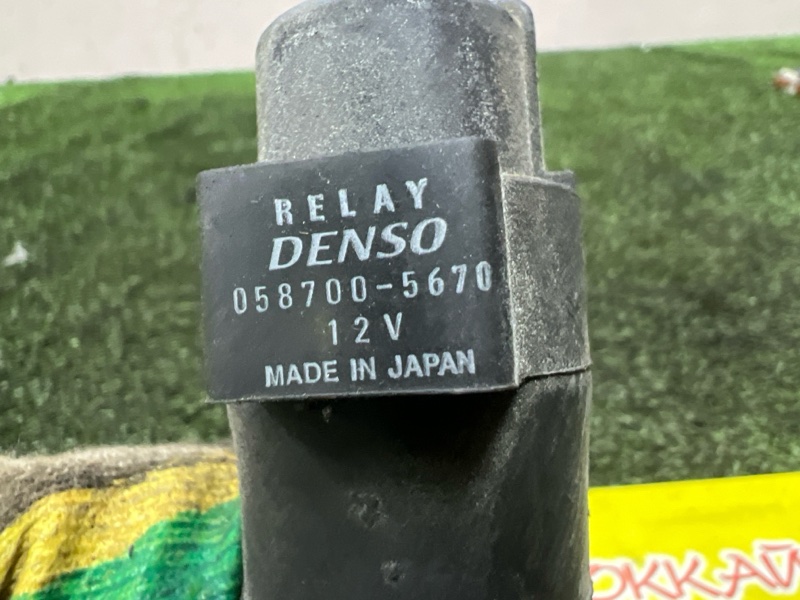 RELAY
DENSO
058700-5670
12V
MADE IN JAPAN